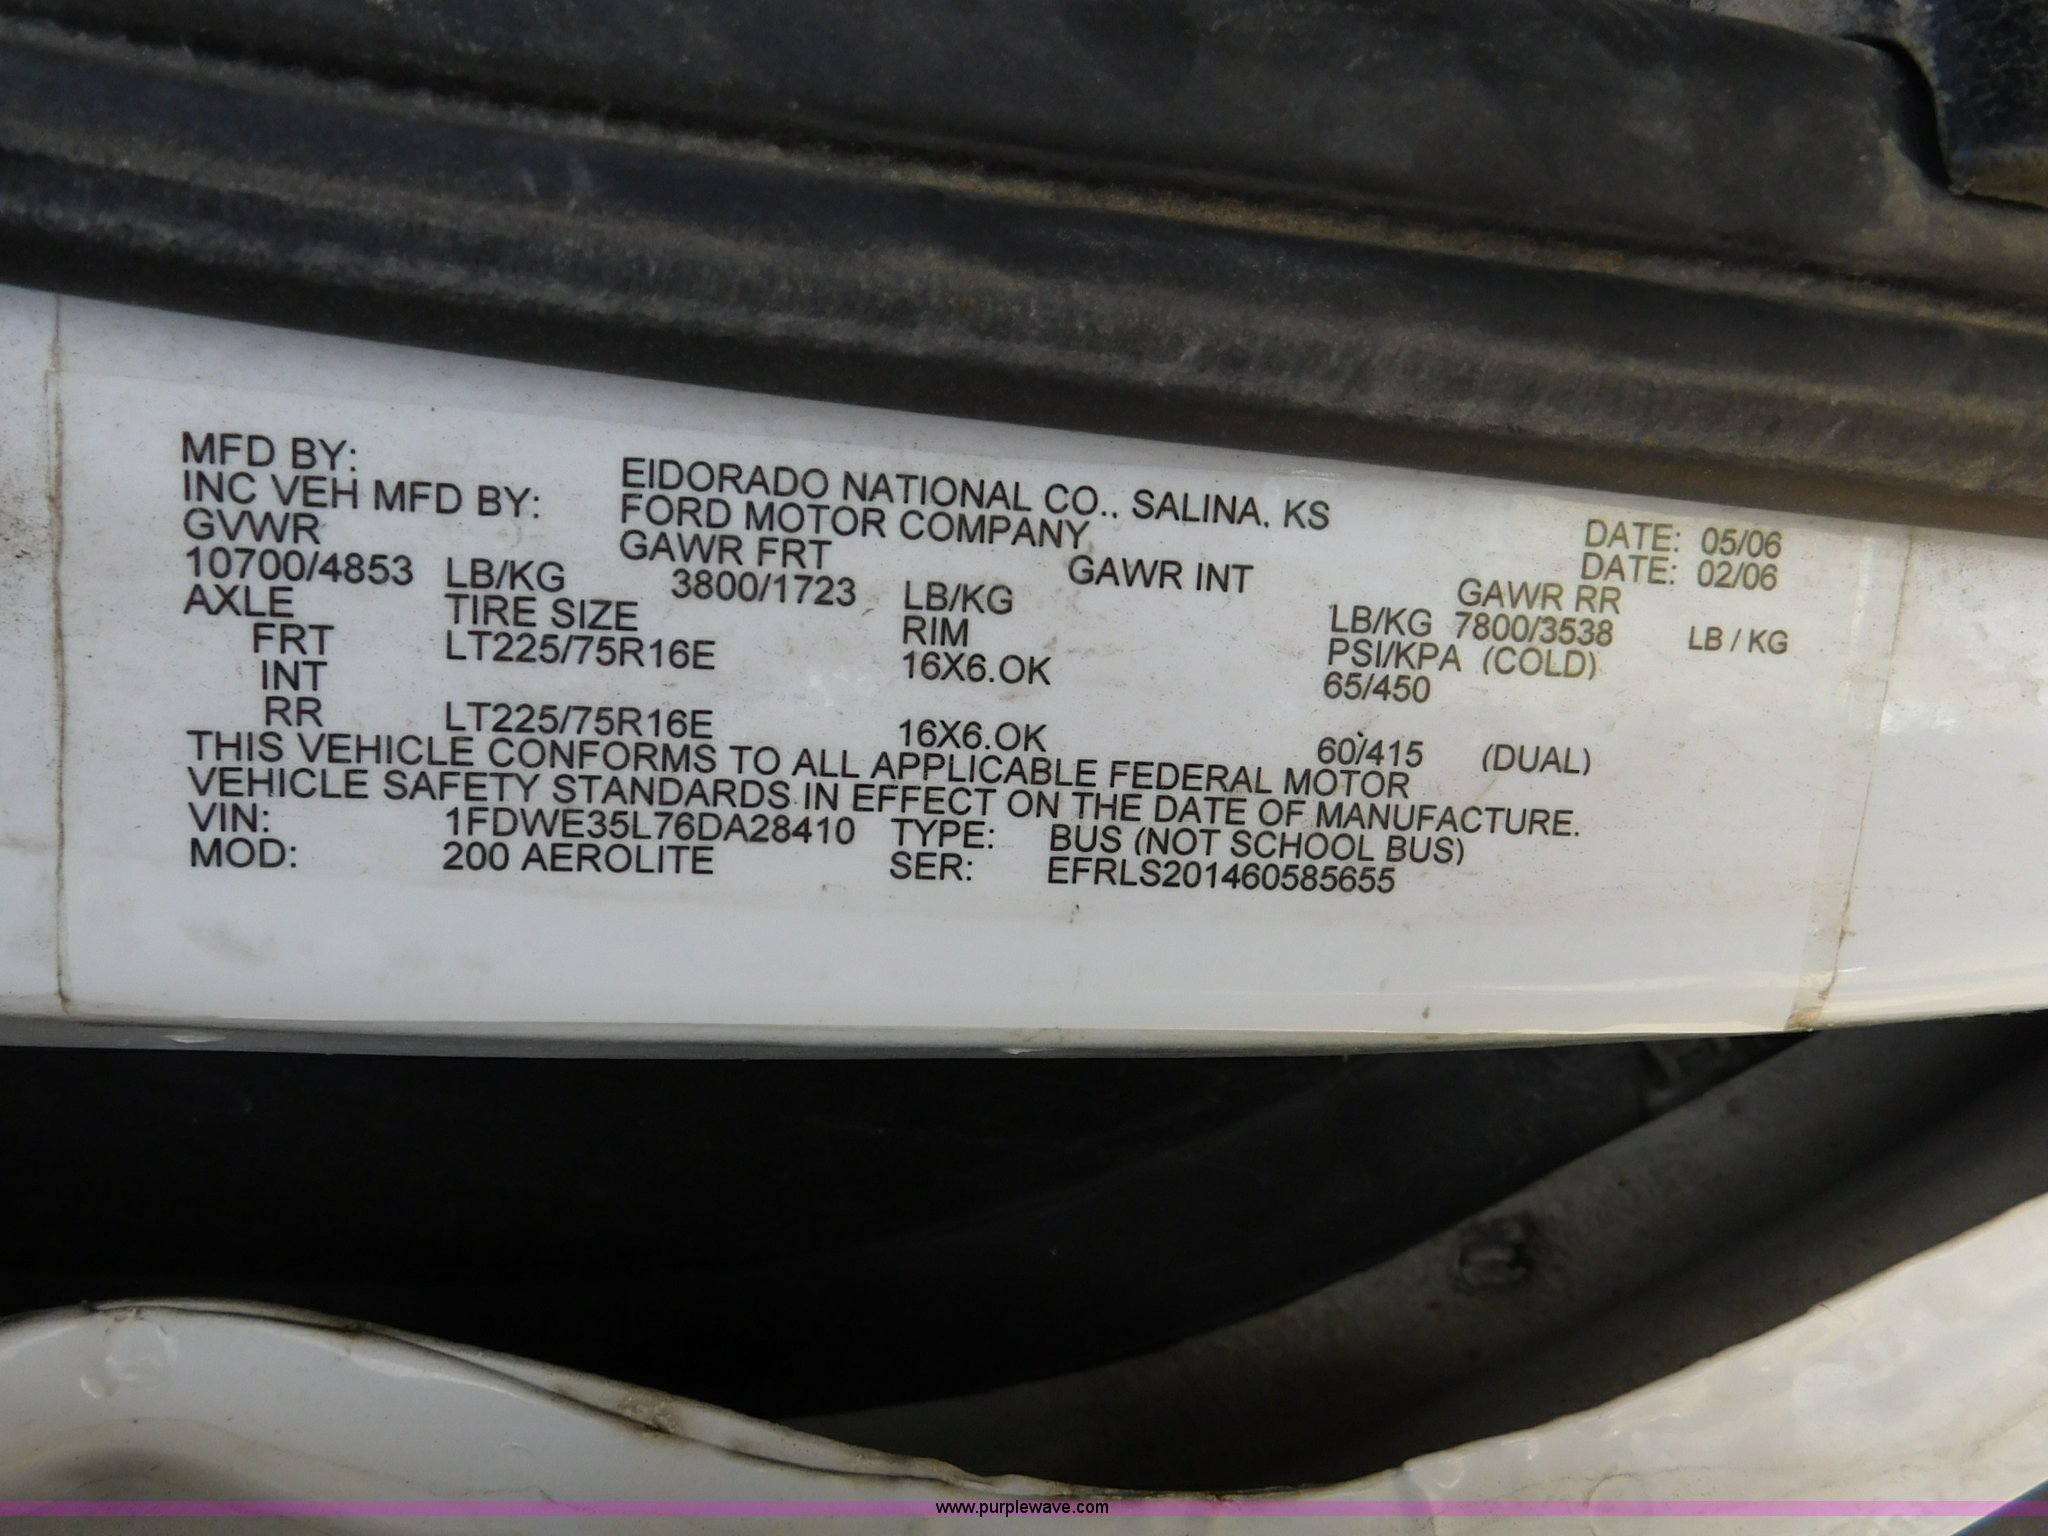 MFD BY: EIDORADO NATIONAL CO., SALINA, KS DATE: 05/06
INC VEH MFD BY: FORD MOTOR COMPANY DATE: 02/06
GVWR GAWR FRT GAWR INT GAWR RR
10700/4853 LB/KG 3800/1723 LB/KG LB/KG 7800/3538 LB / KG
AXLE TIRE SIZE RIM PSI/KPA (COLD)
FRT LT225/75R16E 16X6.OK 65/450
INT
RR LT225/75R16E 16X6.OK 60/415 (DUAL)
THIS VEHICLE CONFORMS TO ALL APPLICABLE FEDERAL MOTOR
VEHICLE SAFETY STANDARDS IN EFFECT ON THE DATE OF MANUFACTURE.
VIN: 1FDWE35L76DA28410 TYPE: BUS (NOT SCHOOL BUS)
MOD: 200 AEROLITE SER: EFRLS201460585655
www.purplewave.com